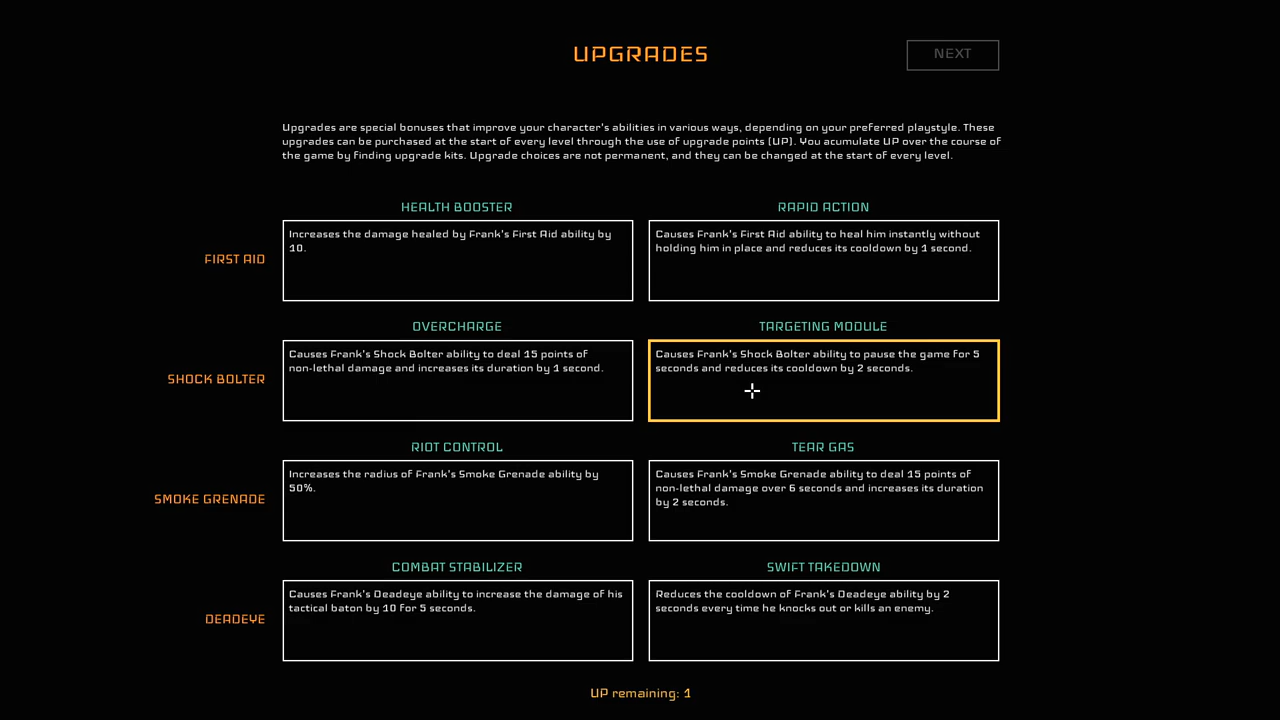 UPGRADES
NEXT
Upgrades are special bonuses that improve your character's abilities in various ways, depending on your preferred playstyle. These
upgrades can be purchased at the start of every level through the use of upgrade points (UP). You acumulate UP over the course of
the game by finding upgrade kits. Upgrade choices are not permanent, and they can be changed at the start of every level.
HEALTH BOOSTER
RAPID ACTION
FIRST AID
Increases the damage healed by Frank's First Aid ability by
10.
Causes Frank's First Aid ability to heal him instantly without
holding him in place and reduces its cooldown by 1 second.
OVERCHARGE
TARGETING MODULE
SHOCK BOLTER
Causes Frank's Shock Bolter ability to deal 15 points of
non-lethal damage and increases its duration by 1 second.
Causes Frank's Shock Bolter ability to pause the game for 5
seconds and reduces its cooldown by 2 seconds.
RIOT CONTROL
TEAR GAS
SMOKE GRENADE
Increases the radius of Frank's Smoke Grenade ability by
50%.
Causes Frank's Smoke Grenade ability to deal 15 points of
non-lethal damage over 6 seconds and increases its duration
by 2 seconds.
COMBAT STABILIZER
SWIFT TAKEDOWN
DEADEYE
Causes Frank's Deadeye ability to increase the damage of his
tactical baton by 10 for 5 seconds.
Reduces the cooldown of Frank's Deadeye ability by 2
seconds every time he knocks out or kills an enemy.
UP remaining: 1